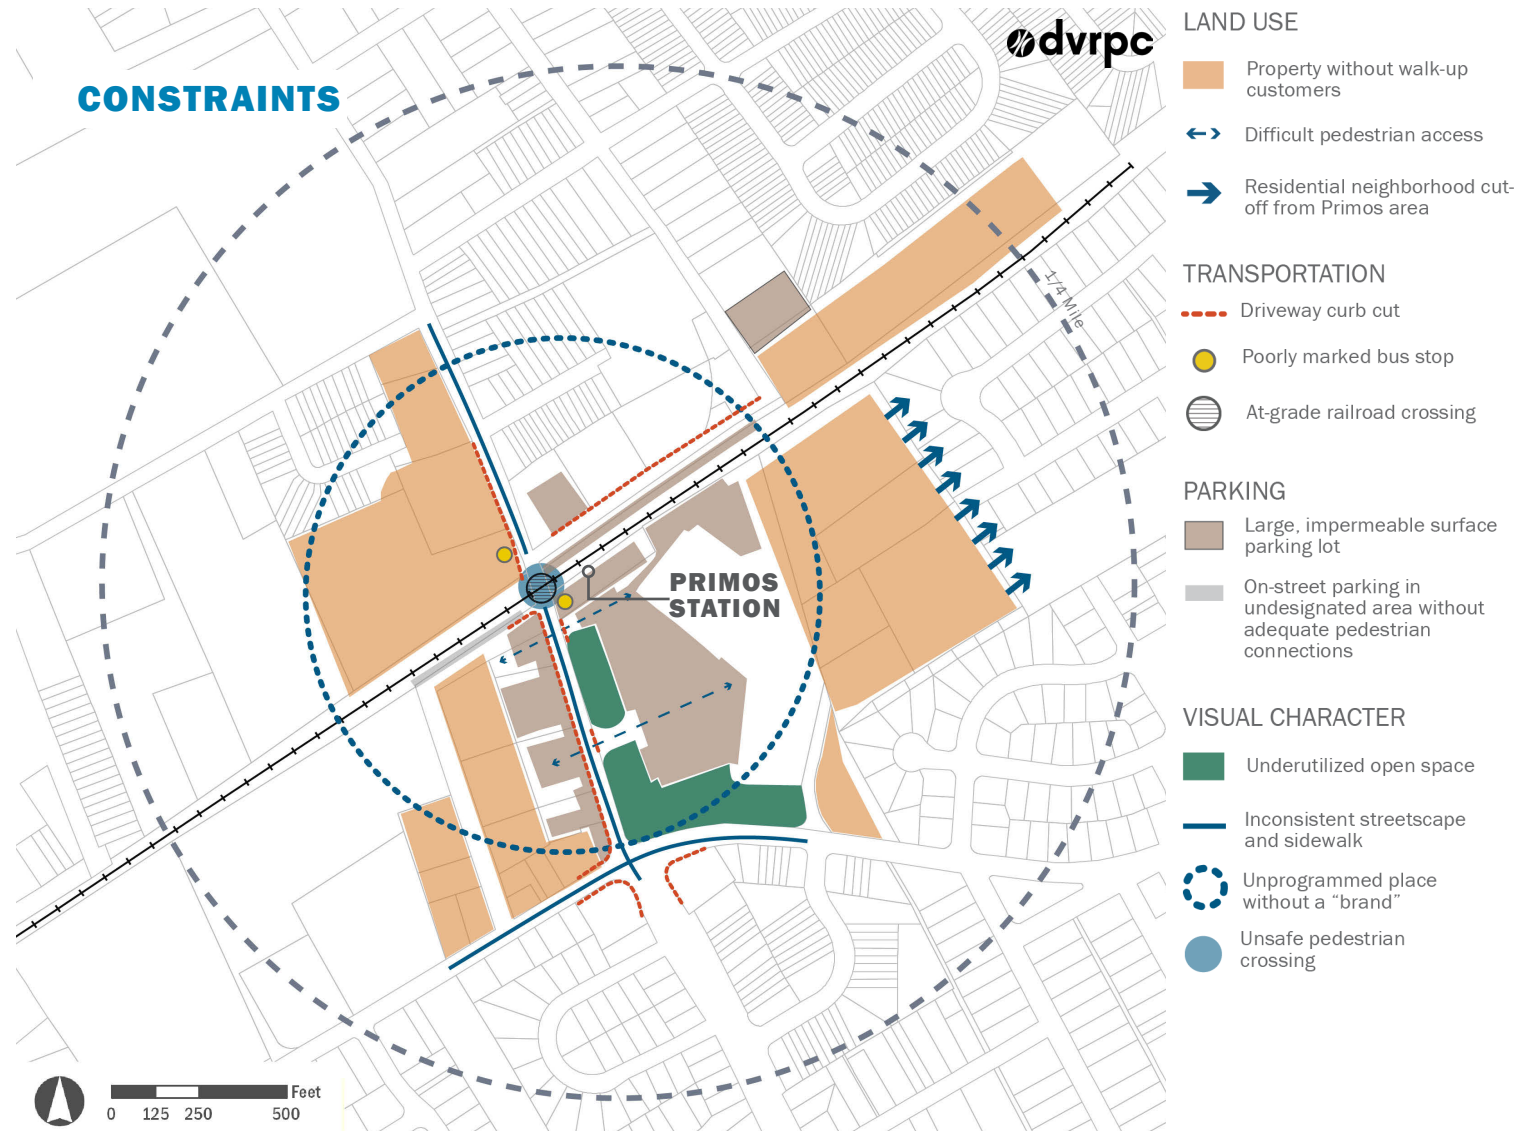 dvrpc
CONSTRAINTS
1/4 Mile
PRIMOS
STATION
Feet
0 125 250 500
LAND USE
Property without walk-up
customers
Difficult pedestrian access
Residential neighborhood cut-
off from Primos area
TRANSPORTATION
Driveway curb cut
Poorly marked bus stop
At-grade railroad crossing
PARKING
Large, impermeable surface
parking lot
On-street parking in
undesignated area without
adequate pedestrian
connections
VISUAL CHARACTER
Underutilized open space
Inconsistent streetscape
and sidewalk
Unprogrammed place
without a “brand”
Unsafe pedestrian
crossing